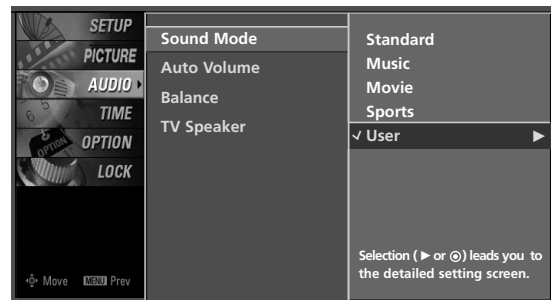 SETUP
PICTURE
AUDIO
TIME
OPTION
LOCK
Move MENU Prev
Sound Mode
Auto Volume
Balance
TV Speaker
Standard
Music
Movie
Sports
✓ User ►
Selection ( ► or ◉ ) leads you to
the detailed setting screen.